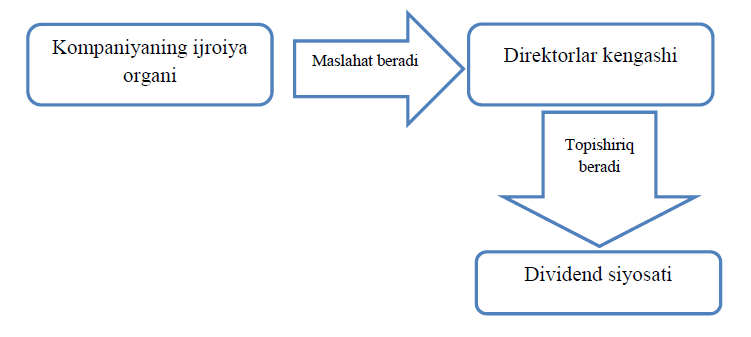 Kompaniyaning ijroiya
organi
Maslahat beradi
Direktorlar kengashi
Topishiriq
beradi
Dividend siyosati